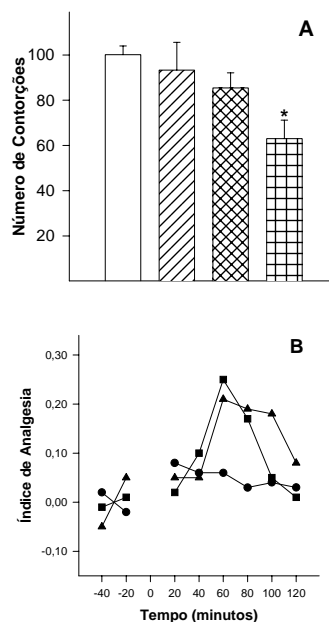 A
Número de Contorções
100
80
60
40
20
*
B
Índice de Analgesia
0,30
0,20
0,10
0,00
-0,10
-40 -20 0 20 40 60 80 100 120
Tempo (minutos)